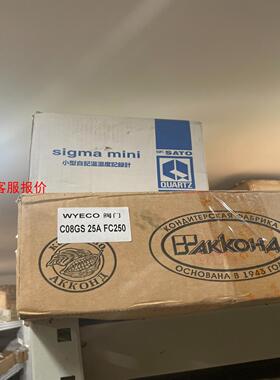 客服报价
sigma mini
SATO
小型自記温湿度記録計
QUARTZ
WYECO 阀门
C08GS 25A FC250
КОНДИТЕРСКАЯ ФАБРИКА
АККОНД
ОСНОВАНА В 1943 ГОДУ
АККОНД